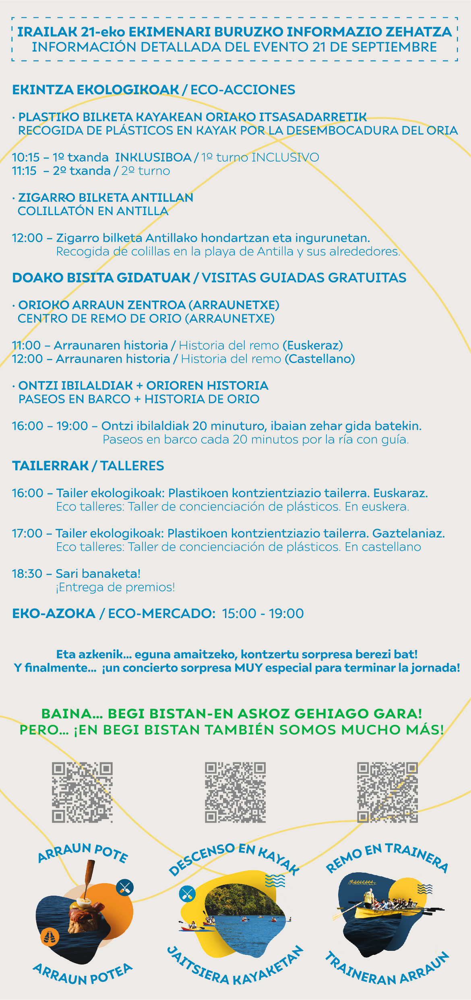 IRAILAK 21-eko EKIMENARI BURUZKO INFORMAZIO ZEHATZA
INFORMACIÓN DETALLADA DEL EVENTO 21 DE SEPTIEMBRE
EKINTZA EKOLOGIKOAK / ECO-ACCIONES
· PLASTIKO BILKETA KAYAKEAN ORIAKO ITSASADARRETIK
RECOGIDA DE PLÁSTICOS EN KAYAK POR LA DESEMBOCADURA DEL ORIA
10:15 – 1º txanda INKLUSIBOA / 1º turno INCLUSIVO
11:15 – 2º txanda / 2º turno
· ZIGARRO BILKETA ANTILLAN
COLILLATÓN EN ANTILLA
12:00 – Zigarro bilketa Antillako hondartzan eta ingurunetan.
Recogida de colillas en la playa de Antilla y sus alrededores.
DOAKO BISITA GIDATUAK / VISITAS GUIADAS GRATUITAS
· ORIOKO ARRAUN ZENTROA (ARRAUNETXE)
CENTRO DE REMO DE ORIO (ARRAUNETXE)
11:00 – Arraunaren historia / Historia del remo (Euskeraz)
12:00 – Arraunaren historia / Historia del remo (Castellano)
· ONTZI IBILALDIAK + ORIOREN HISTORIA
PASEOS EN BARCO + HISTORIA DE ORIO
16:00 – 19:00 – Ontzi ibilaldiak 20 minuturo, ibaian zehar gida batekin.
Paseos en barco cada 20 minutos por la ría con guía.
TAILERRAK / TALLERES
16:00 – Tailer ekologikoak: Plastikoen kontzientziazio tailerra. Euskaraz.
Eco talleres: Taller de concienciación de plásticos. En euskera.
17:00 – Tailer ekologikoak: Plastikoen kontzientziazio tailerra. Gaztelaniaz.
Eco talleres: Taller de concienciación de plásticos. En castellano
18:30 – Sari banaketa!
¡Entrega de premios!
EKO-AZOKA / ECO-MERCADO: 15:00 - 19:00
Eta azkenik... eguna amaitzeko, kontzertu sorpresa berezi bat!
Y finalmente... ¡un concierto sorpresa MUY especial para terminar la jornada!
BAINA... BEGI BISTAN-EN ASKOZ GEHIAGO GARA!
PERO... ¡EN BEGI BISTAN TAMBIÉN SOMOS MUCHO MÁS!
ARRAUN POTE
DESCENSO EN KAYAK
REMO EN TRAINERA
ARRAUN POTEA
JAITSIERA KAYAKETAN
TRAINERAN ARRAUN